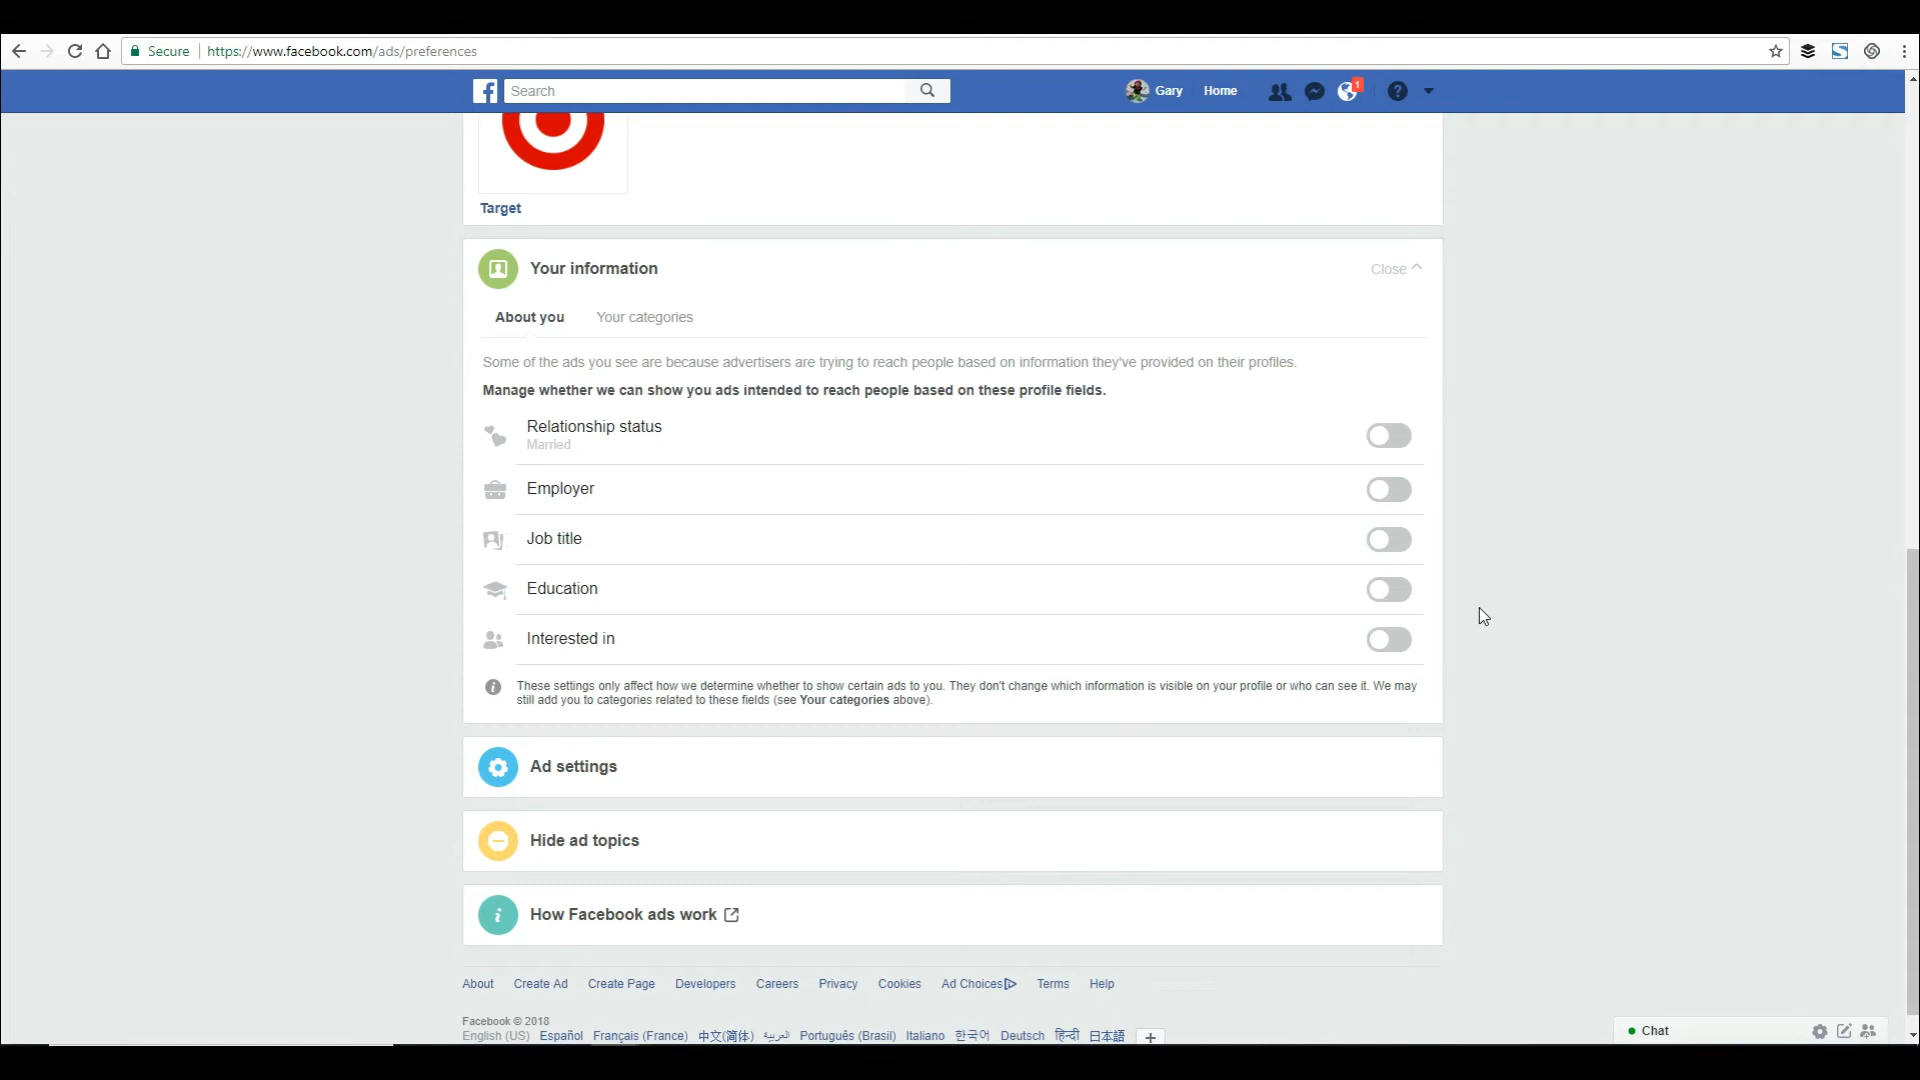 Secure https://www.facebook.com/ads/preferences
Search
Gary Home
1
Target
Your information
Close
About you Your categories
Some of the ads you see are because advertisers are trying to reach people based on information they've provided on their profiles.
Manage whether we can show you ads intended to reach people based on these profile fields.
Relationship status
Married
Employer
Job title
Education
Interested in
These settings only affect how we determine whether to show certain ads to you. They don't change which information is visible on your profile or who can see it. We may
still add you to categories related to these fields (see Your categories above).
Ad settings
Hide ad topics
How Facebook ads work
About Create Ad Create Page Developers Careers Privacy Cookies Ad Choices Terms Help
Facebook © 2018
English (US) Español Français (France) 中文(简体) العربية Português (Brasil) Italiano 한국어 Deutsch हिन्दी 日本語
Chat